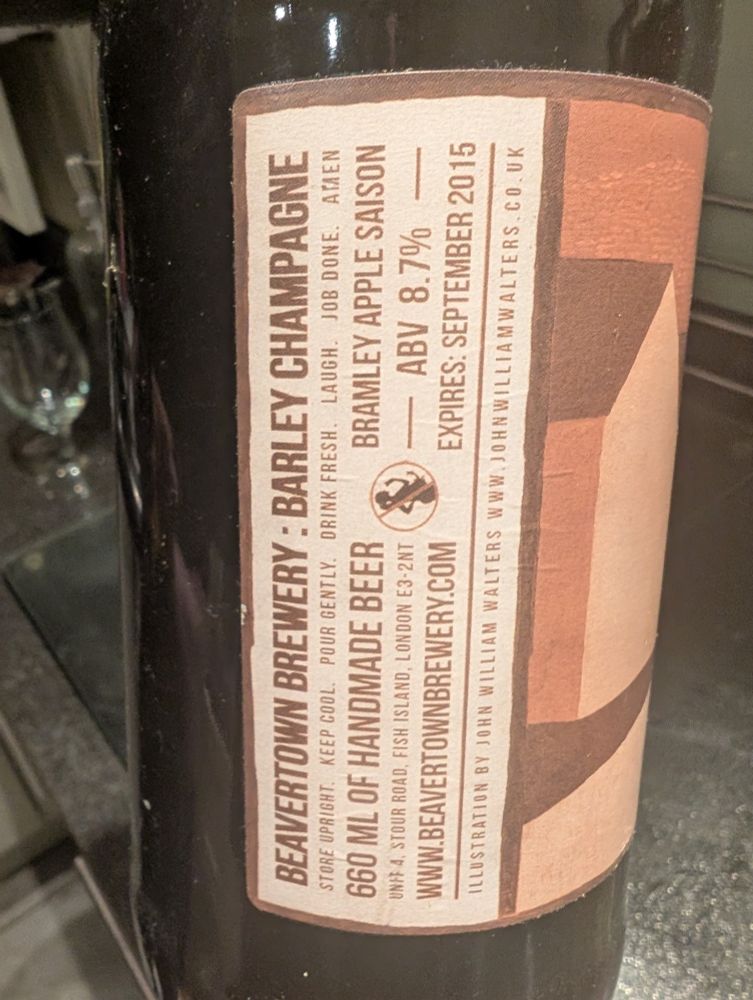 BEAVERTOWN BREWERY : BARLEY CHAMPAGNE
STORE UPRIGHT. KEEP COOL. POUR GENTLY. DRINK FRESH. LAUGH. JOB DONE. AMEN
660 ML OF HANDMADE BEER
UNIT 4, STOUR ROAD, FISH ISLAND, LONDON E3-2NT
WWW.BEAVERTOWNBREWERY.COM
BRAMLEY APPLE SAISON
— ABV 8.7% —
EXPIRES: SEPTEMBER 2015
ILLUSTRATION BY JOHN WILLIAM WALTERS WWW.JOHNWILLIAMWALTERS.CO.UK